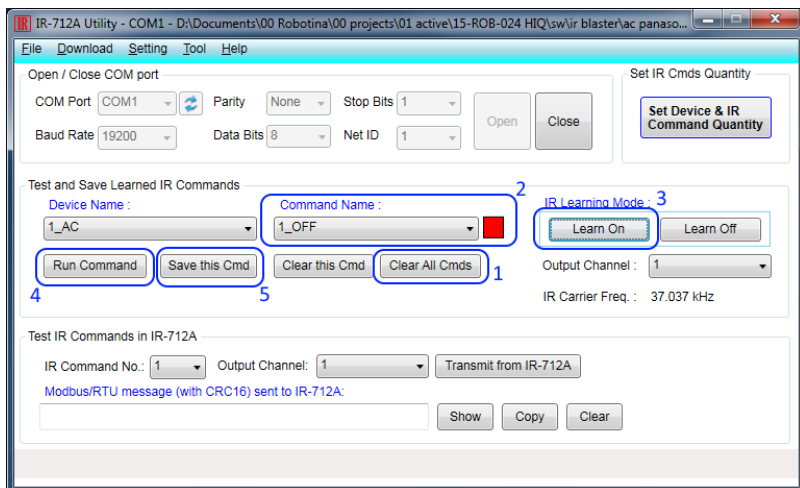 IR-712A Utility - COM1 - D:\Documents\00 Robotina\00 projects\01 active\15-ROB-024 HIQ\sw\ir blaster\ac panaso...
File Download Setting Tool Help
Open / Close COM port
Set IR Cmds Quantity
COM Port COM1 Parity None Stop Bits 1 Open Close
Set Device & IR
Command Quantity
Baud Rate 19200 Data Bits 8 Net ID 1
Test and Save Learned IR Commands
2
Device Name : Command Name : IR Learning Mode : 3
1_AC 1_OFF Learn On Learn Off
Run Command Save this Cmd Clear this Cmd Clear All Cmds 1 Output Channel : 1
4 5 IR Carrier Freq. : 37.037 kHz
Test IR Commands in IR-712A
IR Command No.: 1 Output Channel: 1 Transmit from IR-712A
Modbus/RTU message (with CRC16) sent to IR-712A:
Show Copy Clear